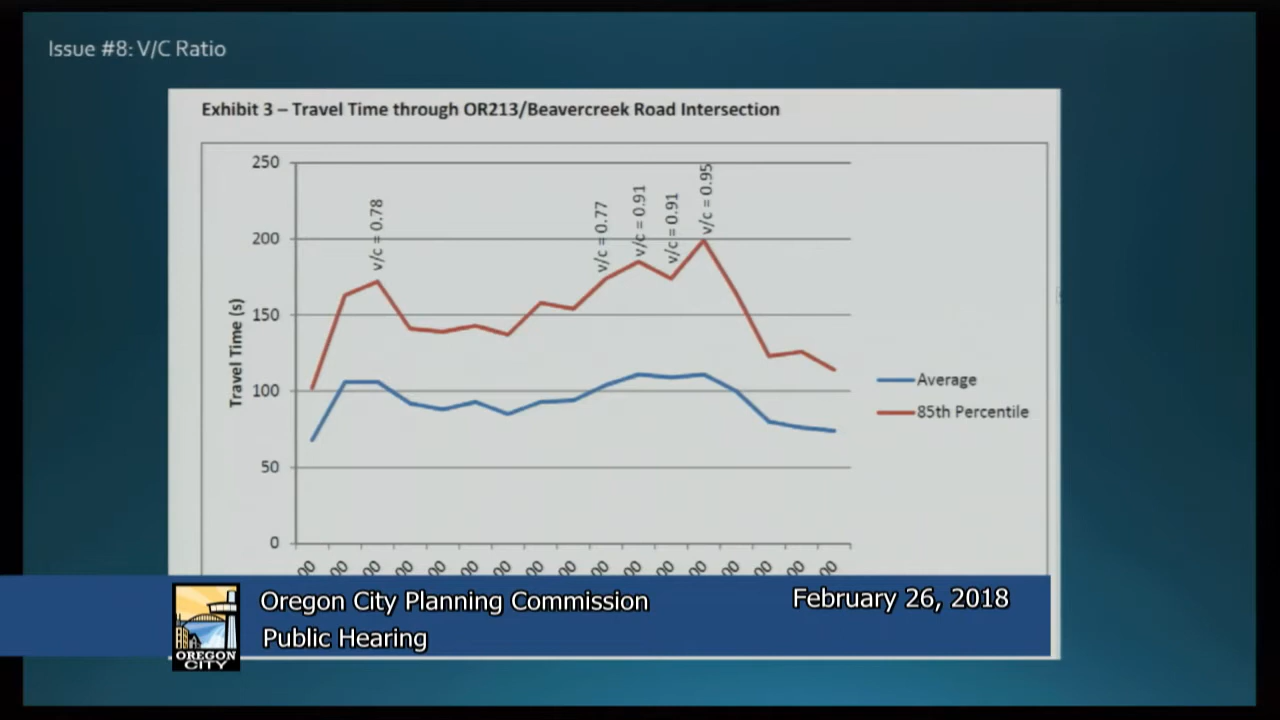 Issue #8: V/C Ratio
Exhibit 3 – Travel Time through OR213/Beavercreek Road Intersection
250
200
150
100
50
0
Travel Time (s)
v/c = 0.78
v/c = 0.77
v/c = 0.91
v/c = 0.91
v/c = 0.95
Average
85th Percentile
Oregon City Planning Commission
February 26, 2018
Public Hearing
OREGON
CITY